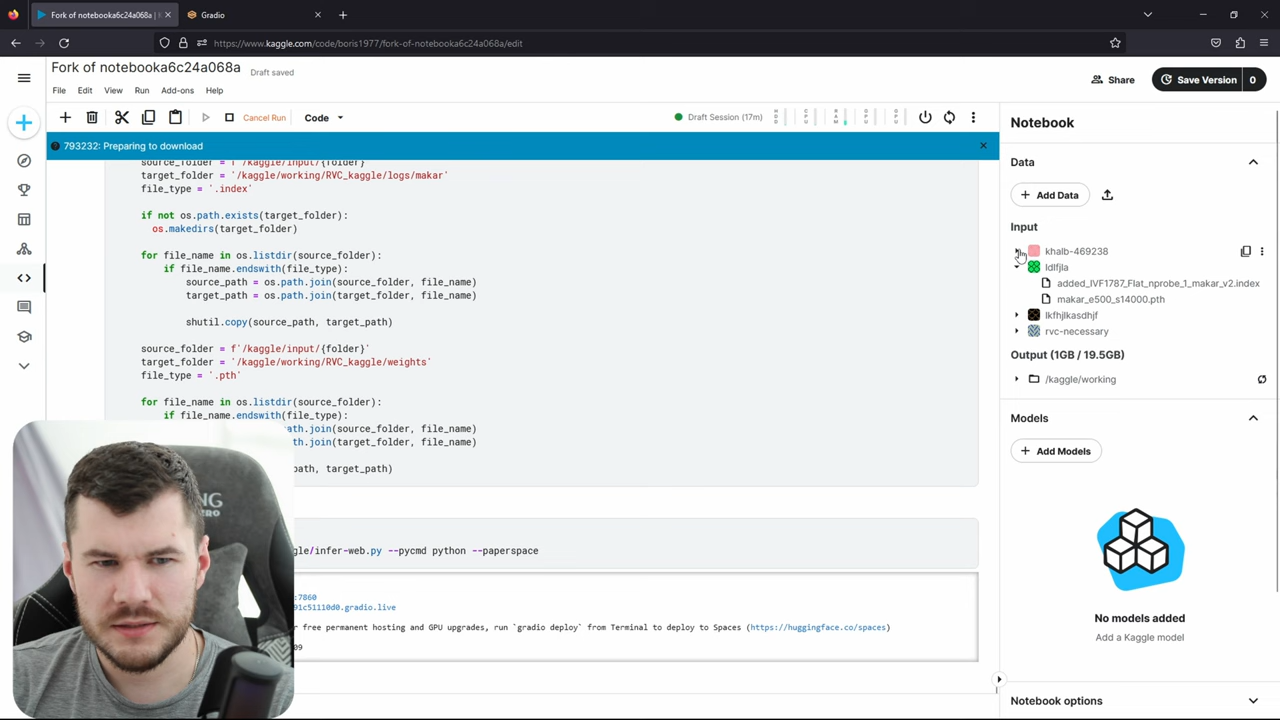 Fork of notebooka6c24a068a |
Gradio
https://www.kaggle.com/code/boris1977/fork-of-notebooka6c24a068a/edit
Fork of notebooka6c24a068a
Draft saved
File Edit View Run Add-ons Help
Share
Save Version 0
Cancel Run
Code
Draft Session (17m)
793232: Preparing to download
source_folder = f'/kaggle/input/{folder}'
target_folder = '/kaggle/working/RVC_kaggle/logs/makar'
file_type = '.index'
if not os.path.exists(target_folder):
os.makedirs(target_folder)
for file_name in os.listdir(source_folder):
if file_name.endswith(file_type):
source_path = os.path.join(source_folder, file_name)
target_path = os.path.join(target_folder, file_name)
shutil.copy(source_path, target_path)
source_folder = f'/kaggle/input/{folder}'
target_folder = '/kaggle/working/RVC_kaggle/weights'
file_type = '.pth'
for file_name in os.listdir(source_folder):
if file_name.endswith(file_type):
ath.join(source_folder, file_name)
ath.join(target_folder, file_name)
path, target_path)
gle/infer-web.py --pycmd python --paperspace
:7860
91c51110d0.gradio.live
r free permanent hosting and GPU upgrades, run `gradio deploy` from Terminal to deploy to Spaces (https://huggingface.co/spaces)
09
Notebook
Data
Add Data
Input
khalb-469238
ldlfjla
added_IVF1787_Flat_nprobe_1_makar_v2.index
makar_e500_s14000.pth
lkfhjlkasdhjf
rvc-necessary
Output (1GB / 19.5GB)
/kaggle/working
Models
Add Models
No models added
Add a Kaggle model
Notebook options